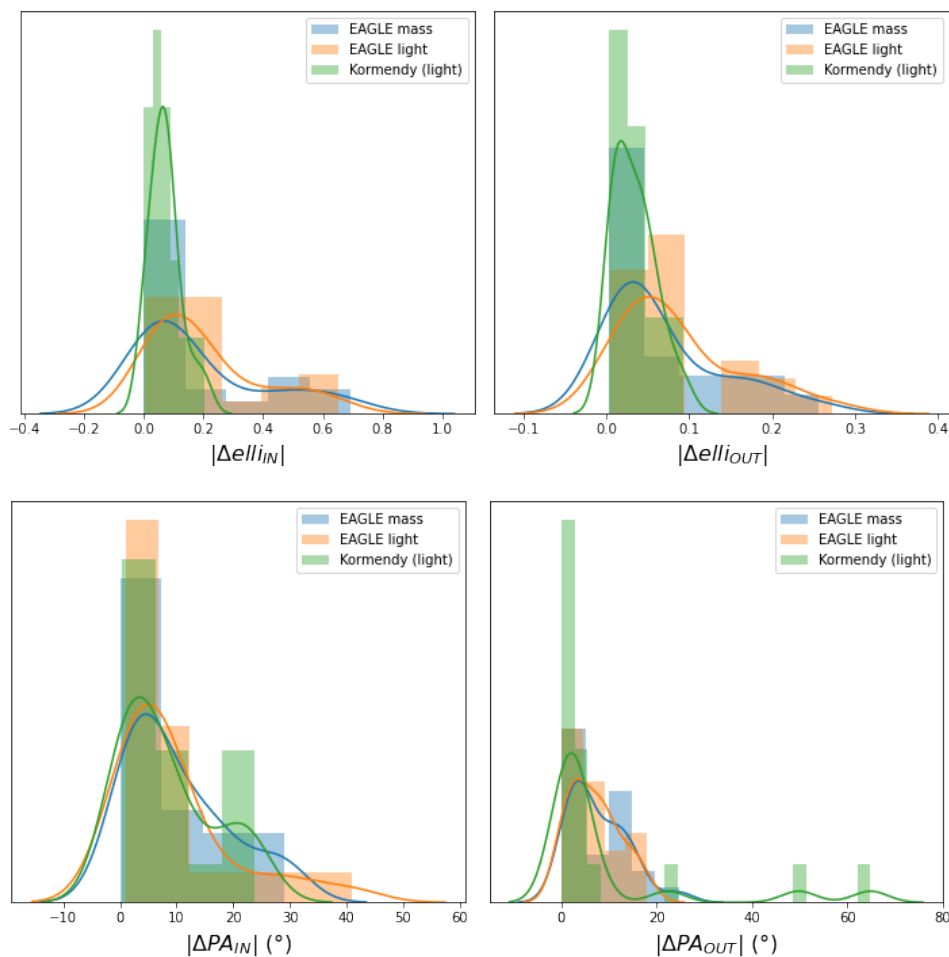 EAGLE mass
EAGLE light
Kormendy (light)
−0.4 −0.2 0.0 0.2 0.4 0.6 0.8 1.0
|Δelli_IN|
EAGLE mass
EAGLE light
Kormendy (light)
−0.1 0.0 0.1 0.2 0.3 0.4
|Δelli_OUT|
EAGLE mass
EAGLE light
Kormendy (light)
−10 0 10 20 30 40 50 60
|ΔPA_IN| (°)
EAGLE mass
EAGLE light
Kormendy (light)
0 20 40 60 80
|ΔPA_OUT| (°)